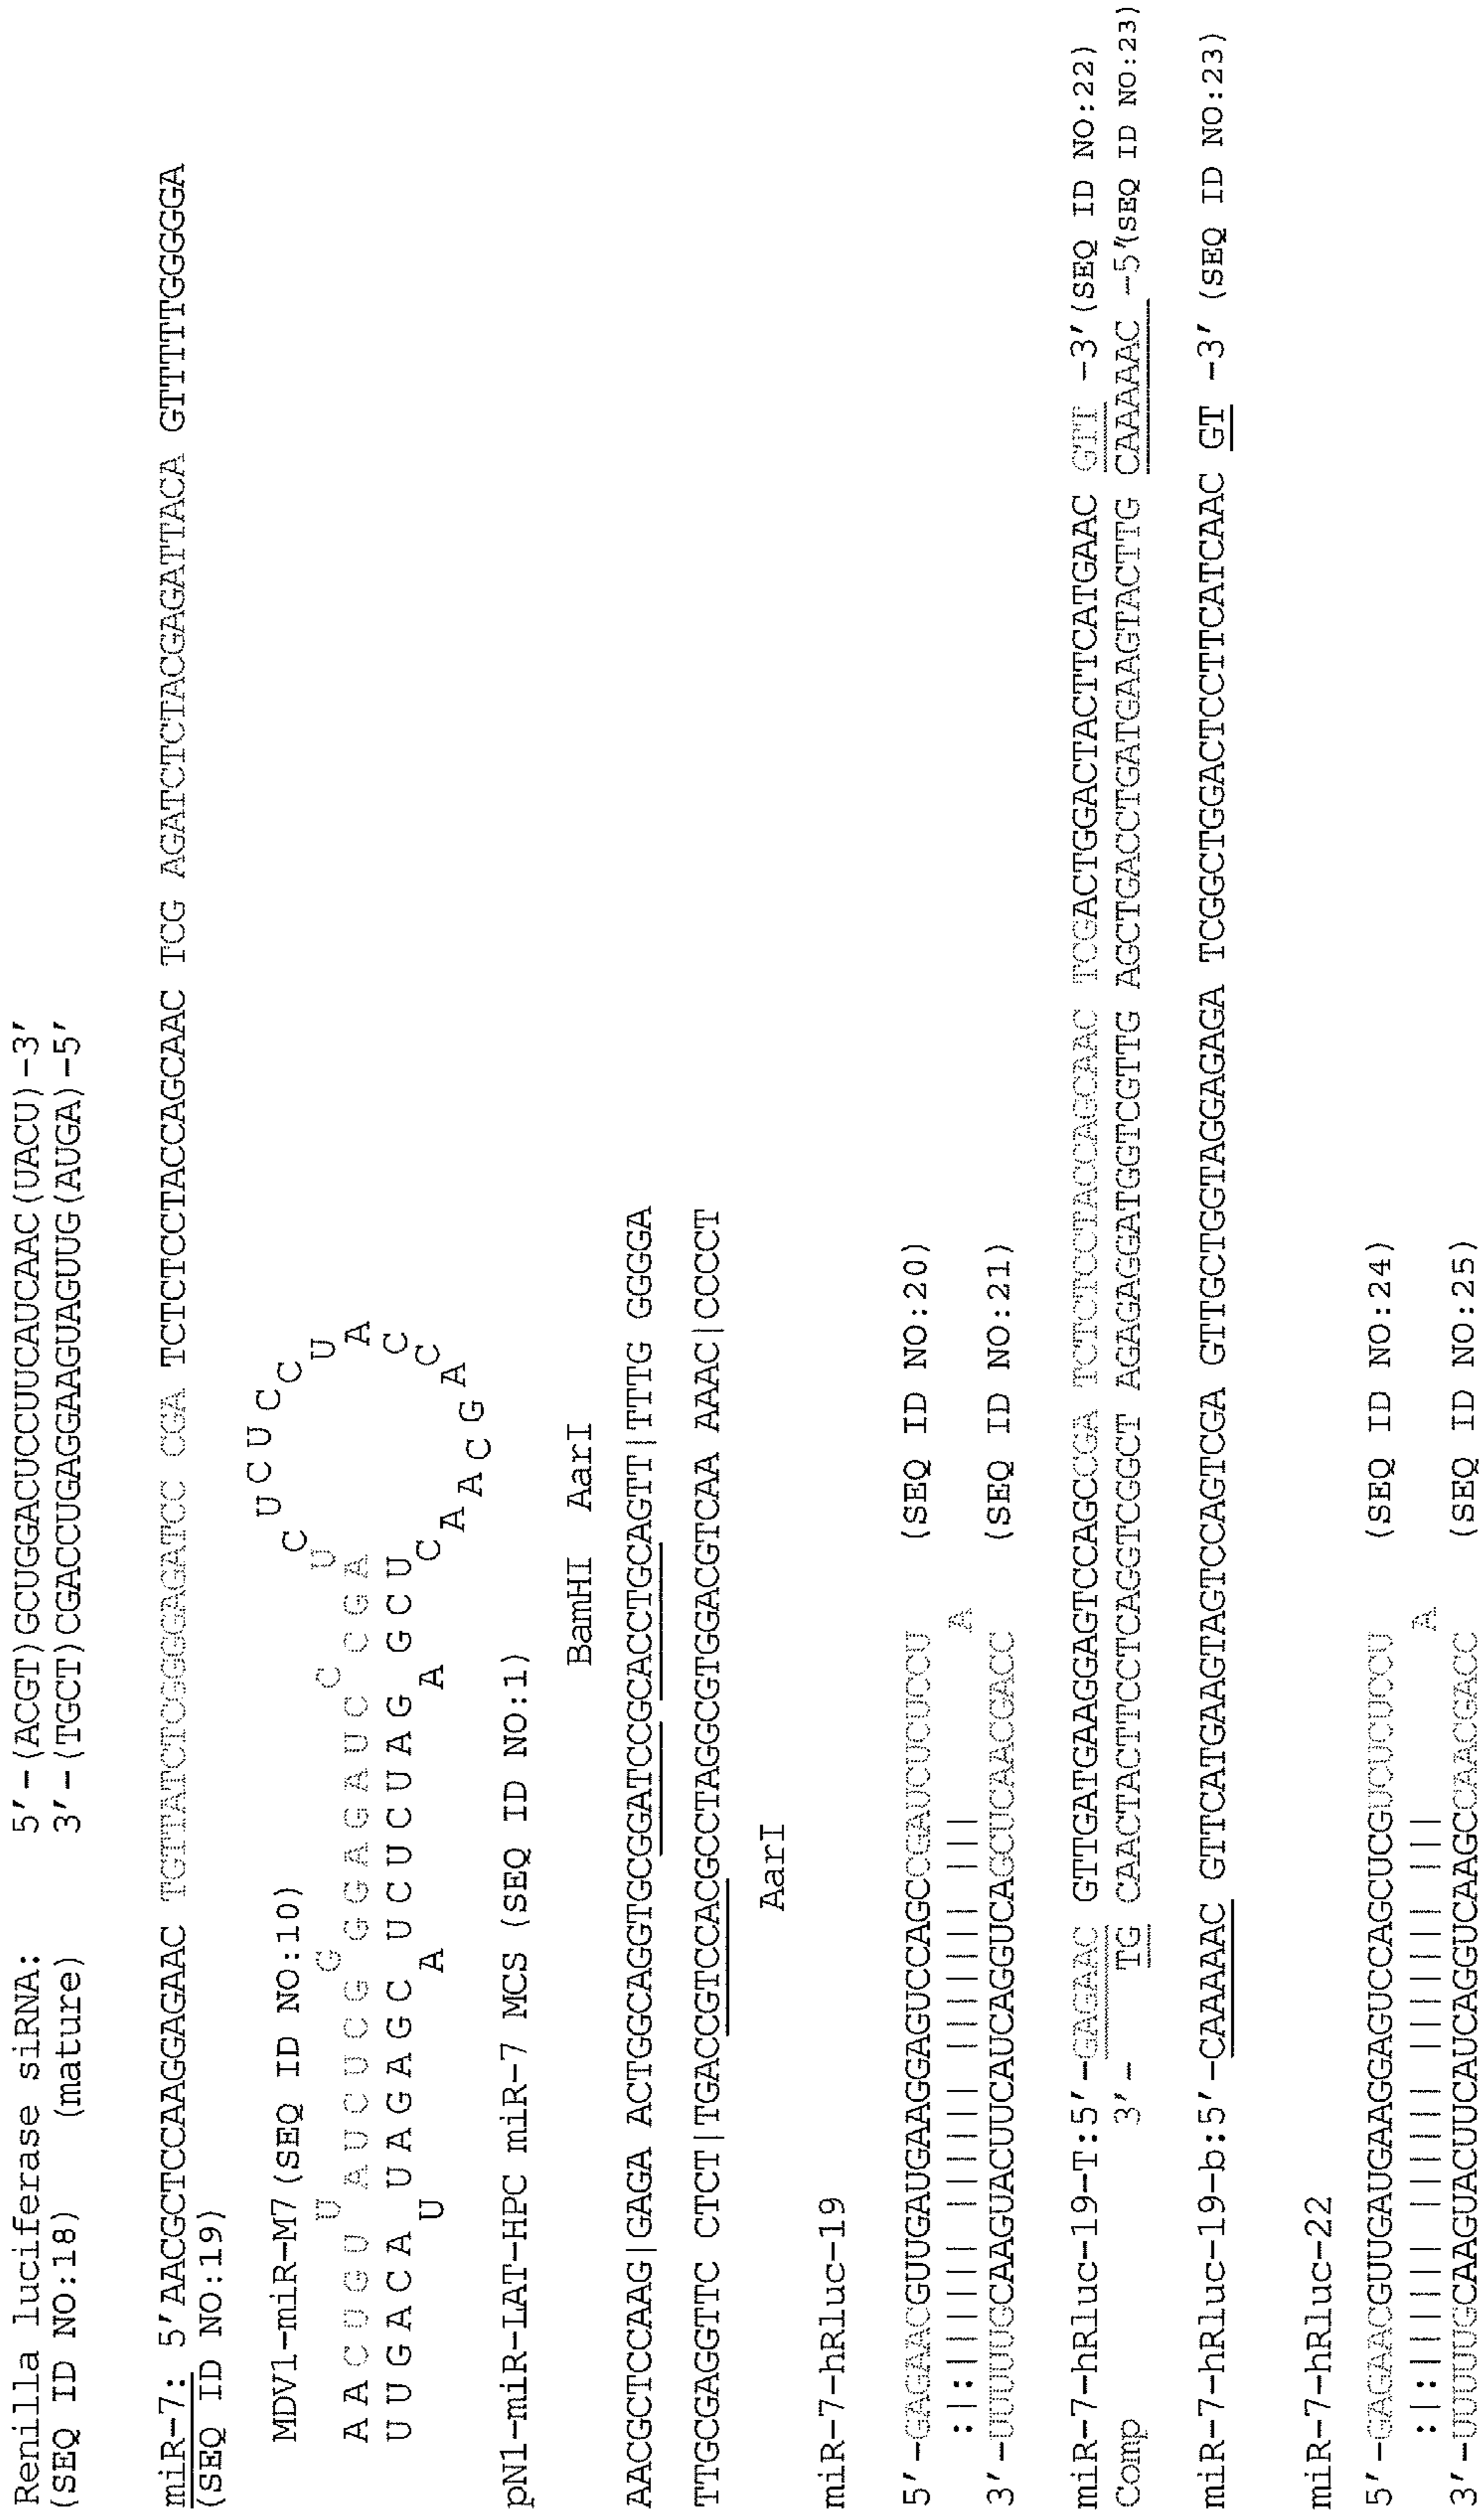 Renilla luciferase siRNA: 5'-(ACGT)GCUGGACUCCUUCAUCAAC(UACU)-3'
(SEQ ID NO:18) (mature) 3'-(TGCT)CGACCUGAGGAAGUAGUUG(AUGA)-5'
miR-7: 5'AACGCTCCAAGGAGAAC TGTTATCTCGGGGAGATCC CGA TCTCTCCTACCAGCAAC TCG AGATCTCTACGAGATTACA GTTTTTGGGGA
(SEQ ID NO:19)
MDV1-miR-M7(SEQ ID NO:10)
A A C U G U U A U C U C G G G G A G A U C C C G A U C U C U C C U A C C A G C A A C
U U G A C A U U A G A G C A U C U C U A G A G C U
pN1-miR-LAT-HPC miR-7 MCS (SEQ ID NO:1)
BamHI AarI
AACGCTCCAAG|GAGA ACTGGCAGGTGCGGATCCGCACCTGCAGTT|TTTG GGGGA
TTGCGAGGTTC CTCT|TGACCGTCCACGCCTAGGCGTGGACGTCAA AAAC|CCCCT
AarI
miR-7-hRluc-19
5'-GAGAACGUUGAUGAAGGAGUCCAGCCGAUCUCUCCU (SEQ ID NO:20)
:|:||||| |||||| |||||| ||| A
3'-UUUUUGCAAGUACUUCAUCAGGUCAGCUCAACGACC (SEQ ID NO:21)
miR-7-hRluc-19-T:5'-GAGAAC GTTGATGAAGGAGTCCAGCCGA TCTCTCCTACCAGCAAC TCGACTGGACTACTTCATGAAC GTT -3'(SEQ ID NO:22)
Comp 3'- TG CAACTACTTCCTCAGGTCGGCT AGAGAGGATGGTCGTTG AGCTGACCTGATGAAGTACTTG CAAAAAC -5'(SEQ ID NO:23)
miR-7-hRluc-19-b:5'-CAAAAAC GTTCATGAAGTAGTCCAGTCGA GTTGCTGGTAGGAGAGA TCGGCTGGACTCCTTCATCAAC GT -3' (SEQ ID NO:23)
miR-7-hRluc-22
5'-GAGAACGUUGAUGAAGGAGUCCAGCUCGUCUCUCCU (SEQ ID NO:24)
:|:||||| |||||| |||||| ||| A
3'-UUUUUGCAAGUACUUCAUCAGGUCAAGCCAACGACC (SEQ ID NO:25)